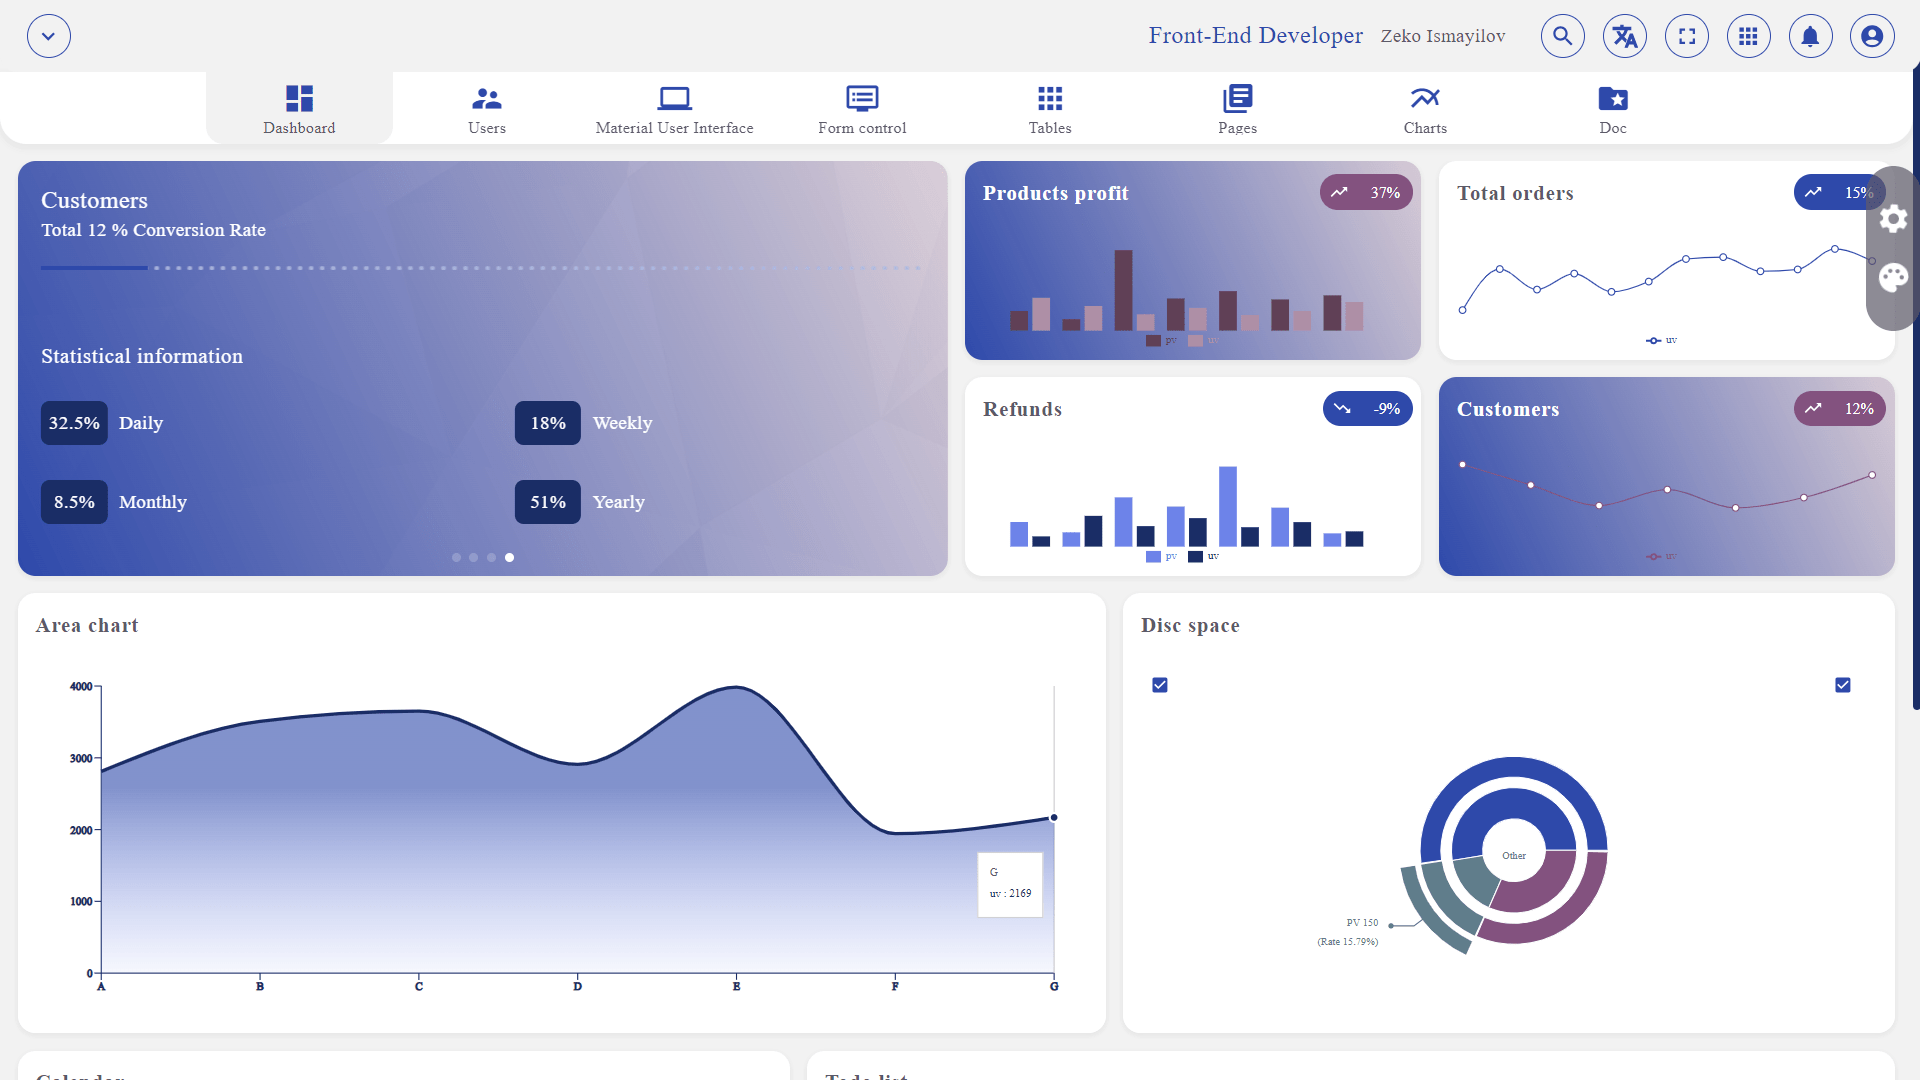 Front-End Developer Zeko Ismayilov
Dashboard
Users
Material User Interface
Form control
Tables
Pages
Charts
Doc
Customers
Total 12 % Conversion Rate
Statistical information
32.5% Daily
18% Weekly
8.5% Monthly
51% Yearly
Products profit
37%
pv uv
Total orders
15%
uv
Refunds
-9%
pv uv
Customers
12%
uv
Area chart
4000
3000
2000
1000
0
A B C D E F G
G
uv : 2169
Disc space
Other
PV 150
(Rate 15.79%)
Calendar
Todo list